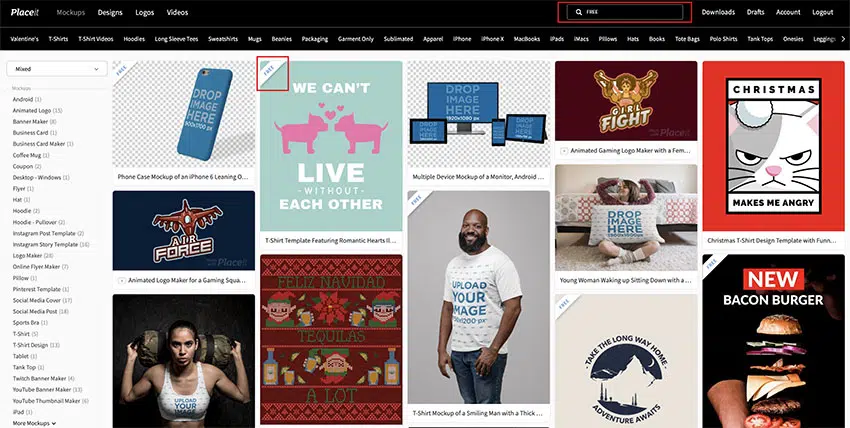 Placeit
Mockups
Designs
Logos
Videos
FREE
Downloads
Drafts
Account
Logout
Valentine's
T-Shirts
T-Shirt Videos
Hoodies
Long Sleeve Tees
Sweatshirts
Mugs
Beanies
Packaging
Garment Only
Sublimated
Apparel
iPhone
iPhone X
MacBooks
iPads
iMacs
Pillows
Hats
Books
Tote Bags
Polo Shirts
Tank Tops
Onesies
Leggings
Mixed
Mockups
Android (1)
Animated Logo (15)
Banner Maker (8)
Business Card (1)
Business Card Maker (1)
Coffee Mug (1)
Coupon (2)
Desktop - Windows (1)
Flyer (1)
Hat (1)
Hoodie (2)
Hoodie - Pullover (2)
Instagram Post Template (2)
Instagram Story Template (16)
Logo Maker (28)
Online Flyer Maker (7)
Pillow (1)
Pinterest Template (1)
Social Media Cover (17)
Social Media Post (18)
Sports Bra (1)
T-Shirt (5)
T-Shirt Design (13)
Tablet (1)
Tank Top (1)
Twitch Banner Maker (4)
YouTube Banner Maker (13)
YouTube Thumbnail Maker (6)
iPad (1)
More Mockups
FREE
DROP
IMAGE
HERE
Phone Case Mockup of an iPhone 6 Leaning O...
AIR
FORCE
Placeit
Animated Logo Maker for a Gaming Squa...
UPLOAD
YOUR
IMAGE
FREE
WE CAN'T
LIVE
- WITHOUT -
EACH OTHER
T-Shirt Template Featuring Romantic Hearts Il...
FELIZ NAVIDAD
TEQUILAS
A LOT
DROP
IMAGE
HERE
1920x1080 px
Multiple Device Mockup of a Monitor, Android ...
FREE
UPLOAD
YOUR
IMAGE
T-Shirt Mockup of a Smiling Man with a Thick ...
GIRL
FIGHT
Placeit
Animated Gaming Logo Maker with a Fem...
DROP
IMAGE
HERE
Young Woman Waking up Sitting Down with a ...
FREE
TAKE THE LONG WAY HOME
ADVENTURE AWAITS
CHRISTMAS
MAKES ME ANGRY
Christmas T-Shirt Design Template with Funn...
FREE
NEW
BACON BURGER